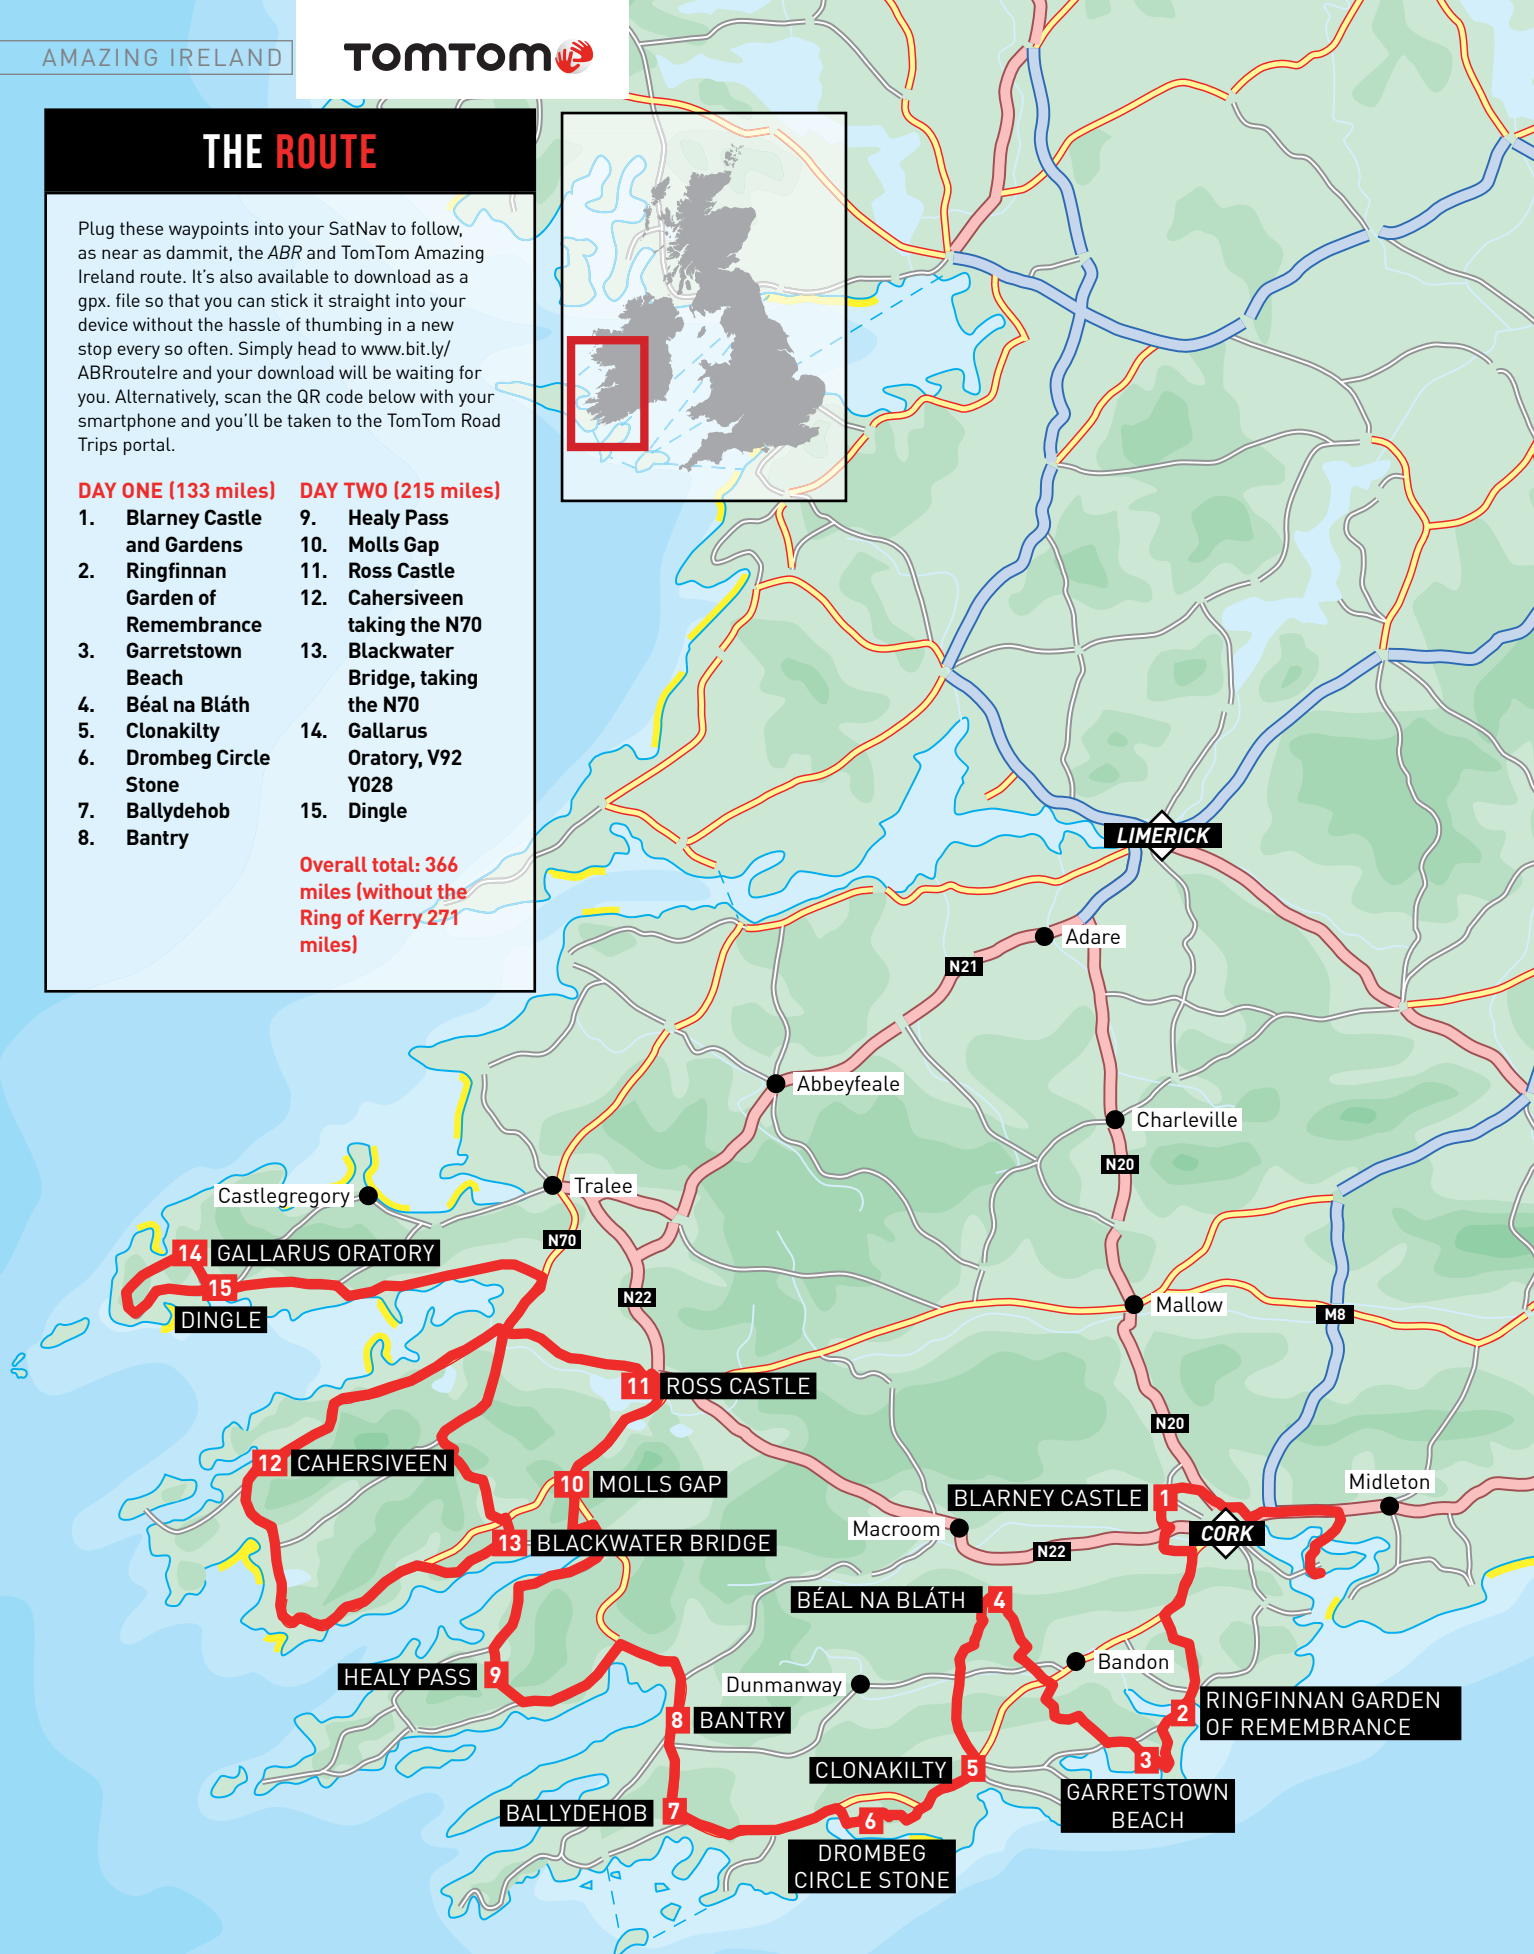 AMAZING IRELAND
TOMTOM
THE ROUTE
Plug these waypoints into your SatNav to follow,
as near as dammit, the ABR and TomTom Amazing
Ireland route. It's also available to download as a
gpx. file so that you can stick it straight into your
device without the hassle of thumbing in a new
stop every so often. Simply head to www.bit.ly/
ABRrouteIre and your download will be waiting for
you. Alternatively, scan the QR code below with your
smartphone and you'll be taken to the TomTom Road
Trips portal.
DAY ONE (133 miles)
1. Blarney Castle
and Gardens
2. Ringfinnan
Garden of
Remembrance
3. Garretstown
Beach
4. Béal na Bláth
5. Clonakilty
6. Drombeg Circle
Stone
7. Ballydehob
8. Bantry
DAY TWO (215 miles)
9. Healy Pass
10. Molls Gap
11. Ross Castle
12. Cahersiveen
taking the N70
13. Blackwater
Bridge, taking
the N70
14. Gallarus
Oratory, V92
Y028
15. Dingle
Overall total: 366
miles (without the
Ring of Kerry 271
miles)
LIMERICK
Adare
N21
Abbeyfeale
Charleville
N20
Tralee
Castlegregory
N70
14 GALLARUS ORATORY
15
DINGLE
N22
Mallow
M8
11 ROSS CASTLE
N20
12 CAHERSIVEEN
10 MOLLS GAP
Midleton
BLARNEY CASTLE 1
Macroom
CORK
13 BLACKWATER BRIDGE
N22
BÉAL NA BLÁTH 4
Bandon
HEALY PASS 9
Dunmanway
RINGFINNAN GARDEN
2
OF REMEMBRANCE
8 BANTRY
3
CLONAKILTY 5
GARRETSTOWN
BEACH
BALLYDEHOB 7
6
DROMBEG
CIRCLE STONE